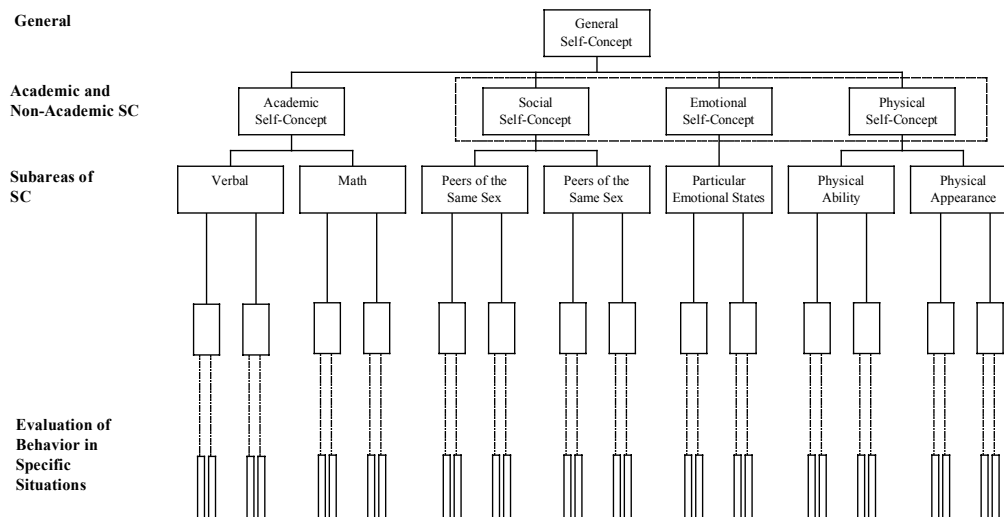 General
General
Self-Concept
Academic and
Non-Academic SC
Academic
Self-Concept
Social
Self-Concept
Emotional
Self-Concept
Physical
Self-Concept
Subareas of
SC
Verbal
Math
Peers of the
Same Sex
Peers of the
Same Sex
Particular
Emotional States
Physical
Ability
Physical
Appearance
Evaluation of
Behavior in
Specific
Situations